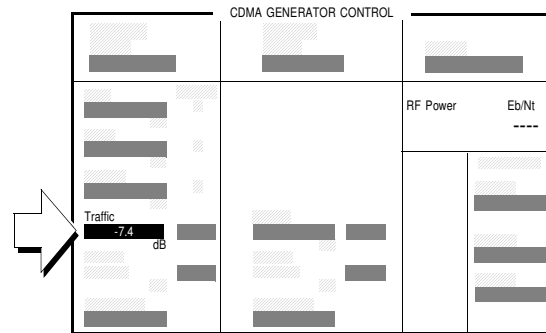 CDMA GENERATOR CONTROL
RF Power Eb/Nt
----
Traffic
-7.4
dB